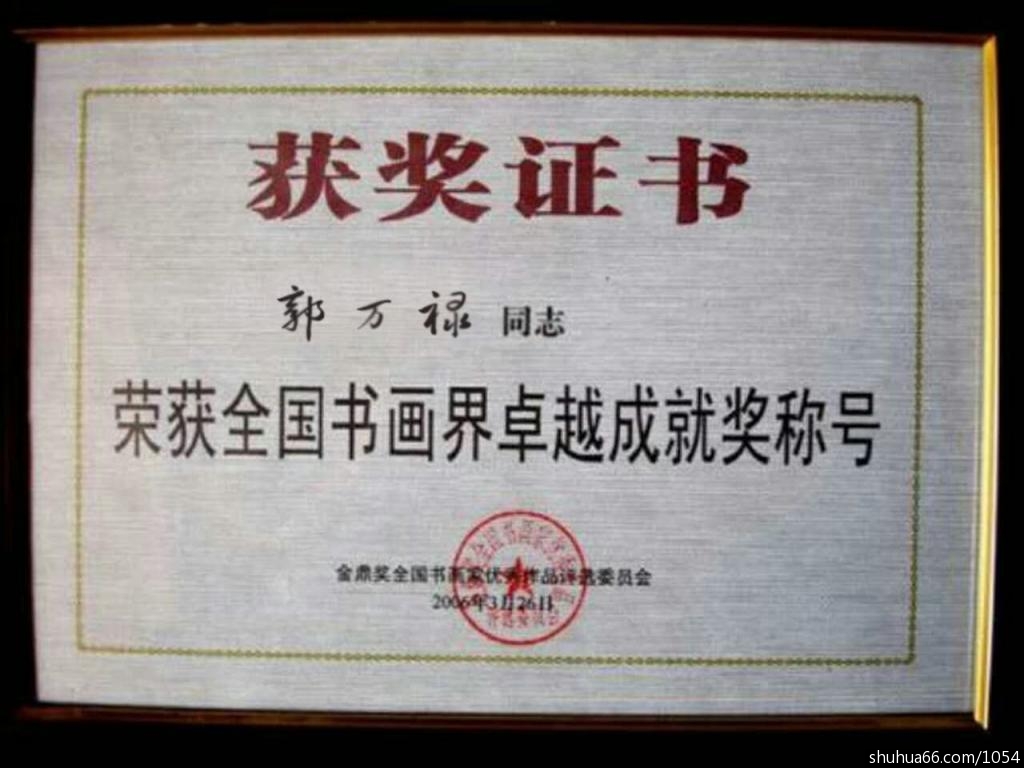 获奖证书
郭万禄 同志
荣获全国书画界卓越成就奖称号
金鼎奖全国书画家优秀作品评选委员会
2006年3月26日
shuhua66.com/1054